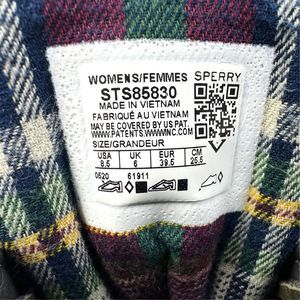 WOMENS/FEMMES SPERRY
STS85830
MADE IN VIETNAM
FABRIQUÉ AU VIETNAM
MAY BE COVERED BY US PAT.
WWW.PATENTS.WWWINC.COM
SIZE/GRANDEUR
USA UK EUR CM
8.5 6 39.5 25.5
0520 61911